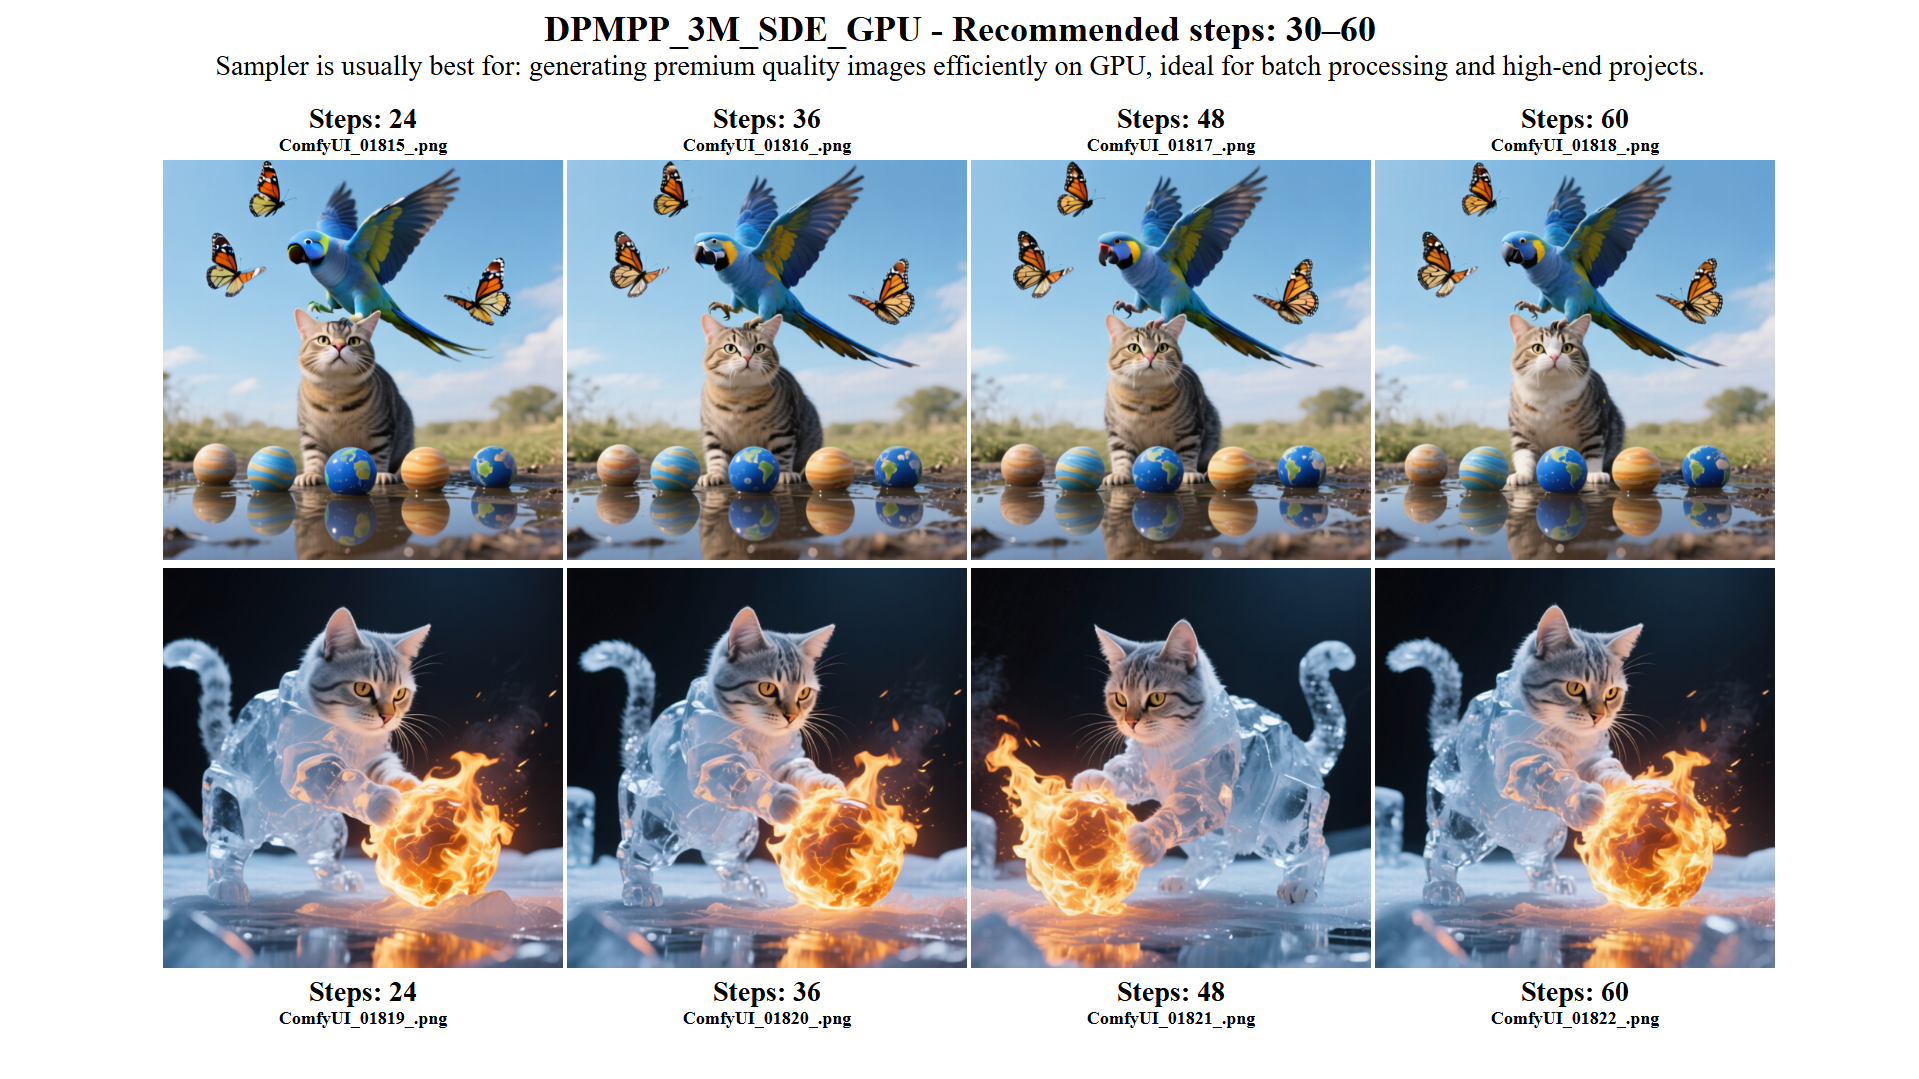 DPMPP_3M_SDE_GPU - Recommended steps: 30–60
Sampler is usually best for: generating premium quality images efficiently on GPU, ideal for batch processing and high-end projects.
Steps: 24
ComfyUI_01815_.png
Steps: 36
ComfyUI_01816_.png
Steps: 48
ComfyUI_01817_.png
Steps: 60
ComfyUI_01818_.png
Steps: 24
ComfyUI_01819_.png
Steps: 36
ComfyUI_01820_.png
Steps: 48
ComfyUI_01821_.png
Steps: 60
ComfyUI_01822_.png